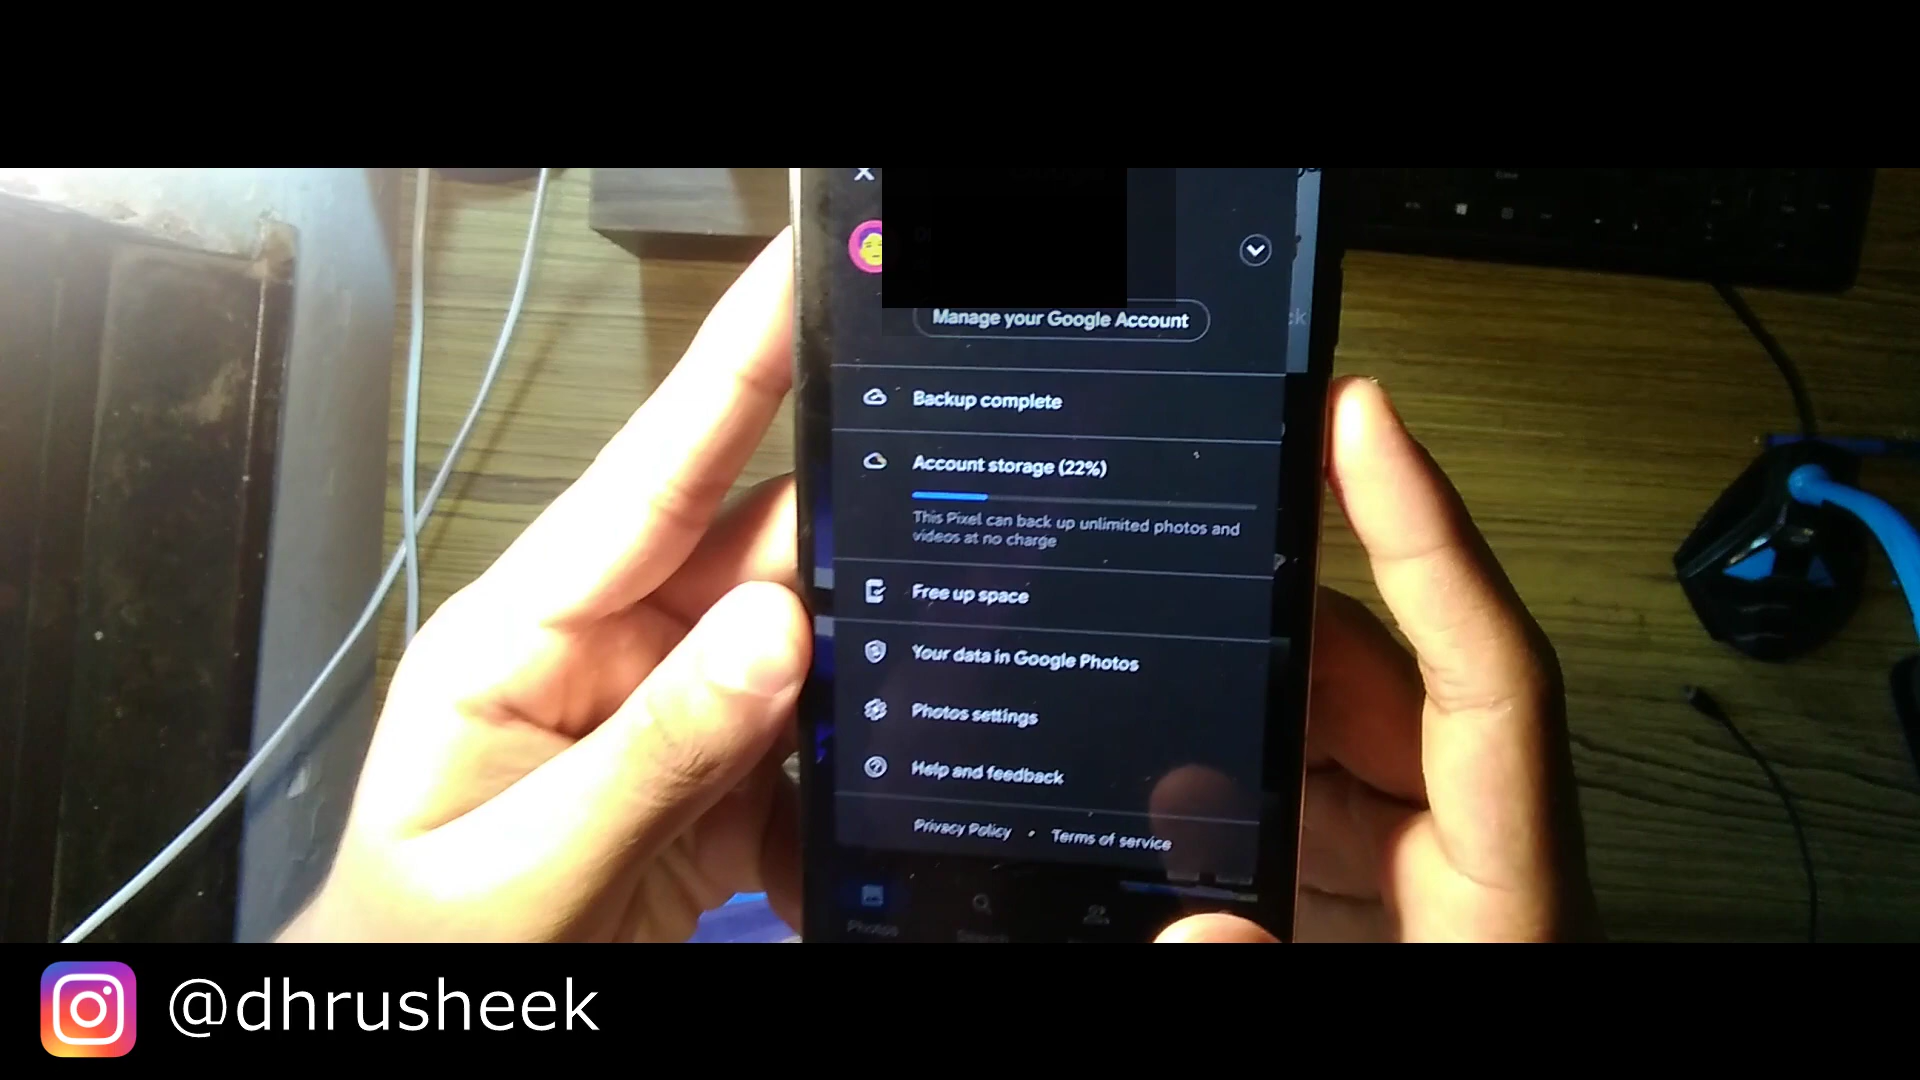 Manage your Google Account
Backup complete
Account storage (22%)
This Pixel can back up unlimited photos and
videos at no charge
Free up space
Your data in Google Photos
Photos settings
Help and feedback
Privacy Policy • Terms of service
Photos
Search
@dhrusheek